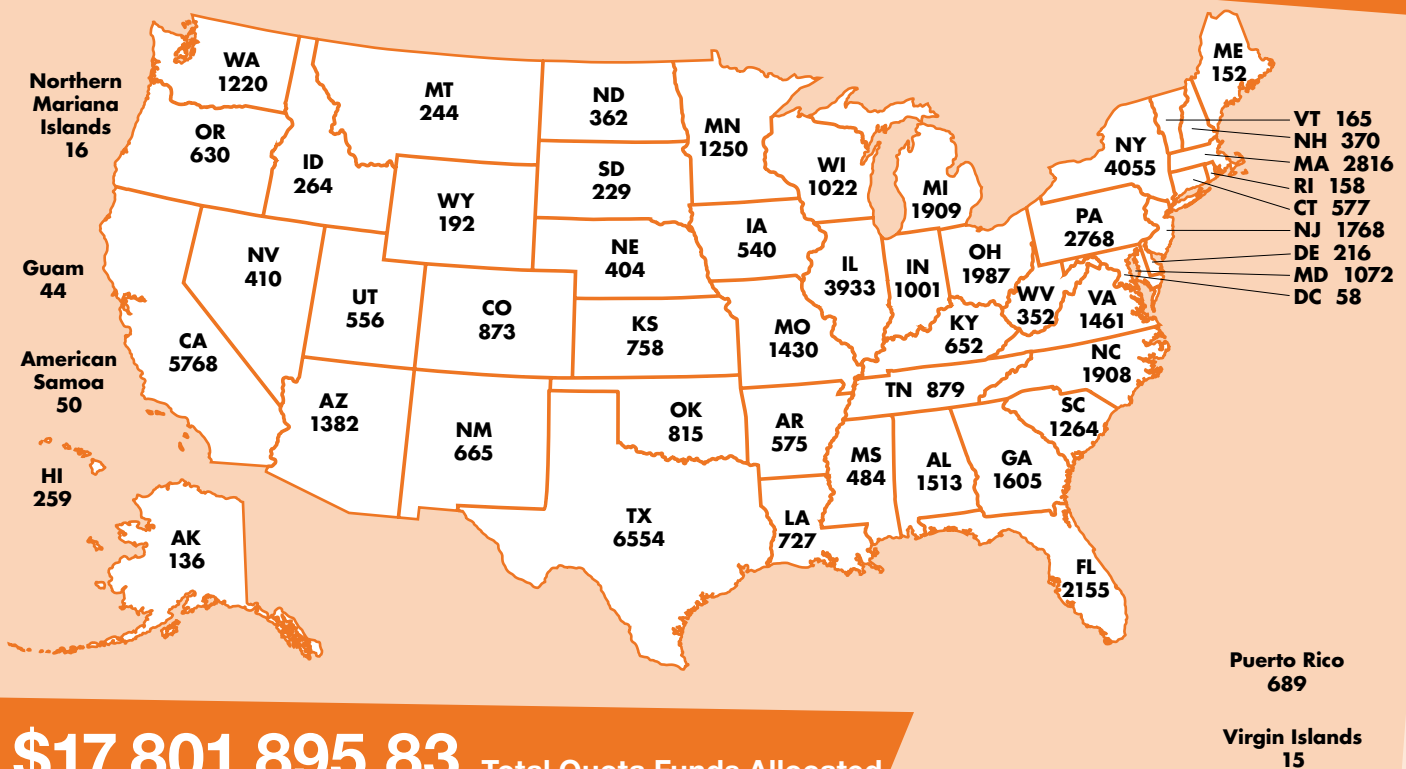 WA
1220
Northern
Mariana
Islands
16
OR
630
ID
264
MT
244
ND
362
MN
1250
SD
229
WY
192
WI
1022
MI
1909
NY
4055
ME
152
VT 165
NH 370
MA 2816
RI 158
CT 577
NJ 1768
DE 216
MD 1072
DC 58
PA
2768
Guam
44
NV
410
UT
556
CO
873
NE
404
IA
540
IL
3933
IN
1001
OH
1987
WV
352
VA
1461
KY
652
KS
758
MO
1430
CA
5768
American
Samoa
50
AZ
1382
NM
665
OK
815
AR
575
TN 879
NC
1908
SC
1264
MS
484
AL
1513
GA
1605
HI
259
AK
136
TX
6554
LA
727
FL
2155
Puerto Rico
689
Virgin Islands
15
$17,801,895.83 Total Quota Funds Allocated